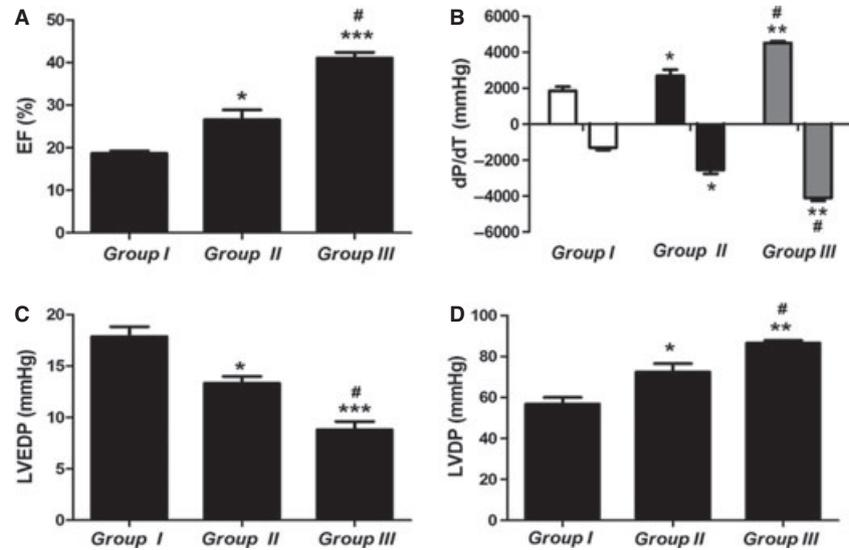 A
EF (%)
50
40
30
20
10
0
*
#
***
Group I
Group II
Group III
B
dP/dT (mmHg)
6000
4000
2000
0
–2000
–4000
–6000
*
*
#
**
**
#
Group I
Group II
Group III
C
LVEDP (mmHg)
20
15
10
5
0
*
#
***
Group I
Group II
Group III
D
LVDP (mmHg)
100
80
60
40
20
0
*
#
**
Group I
Group II
Group III